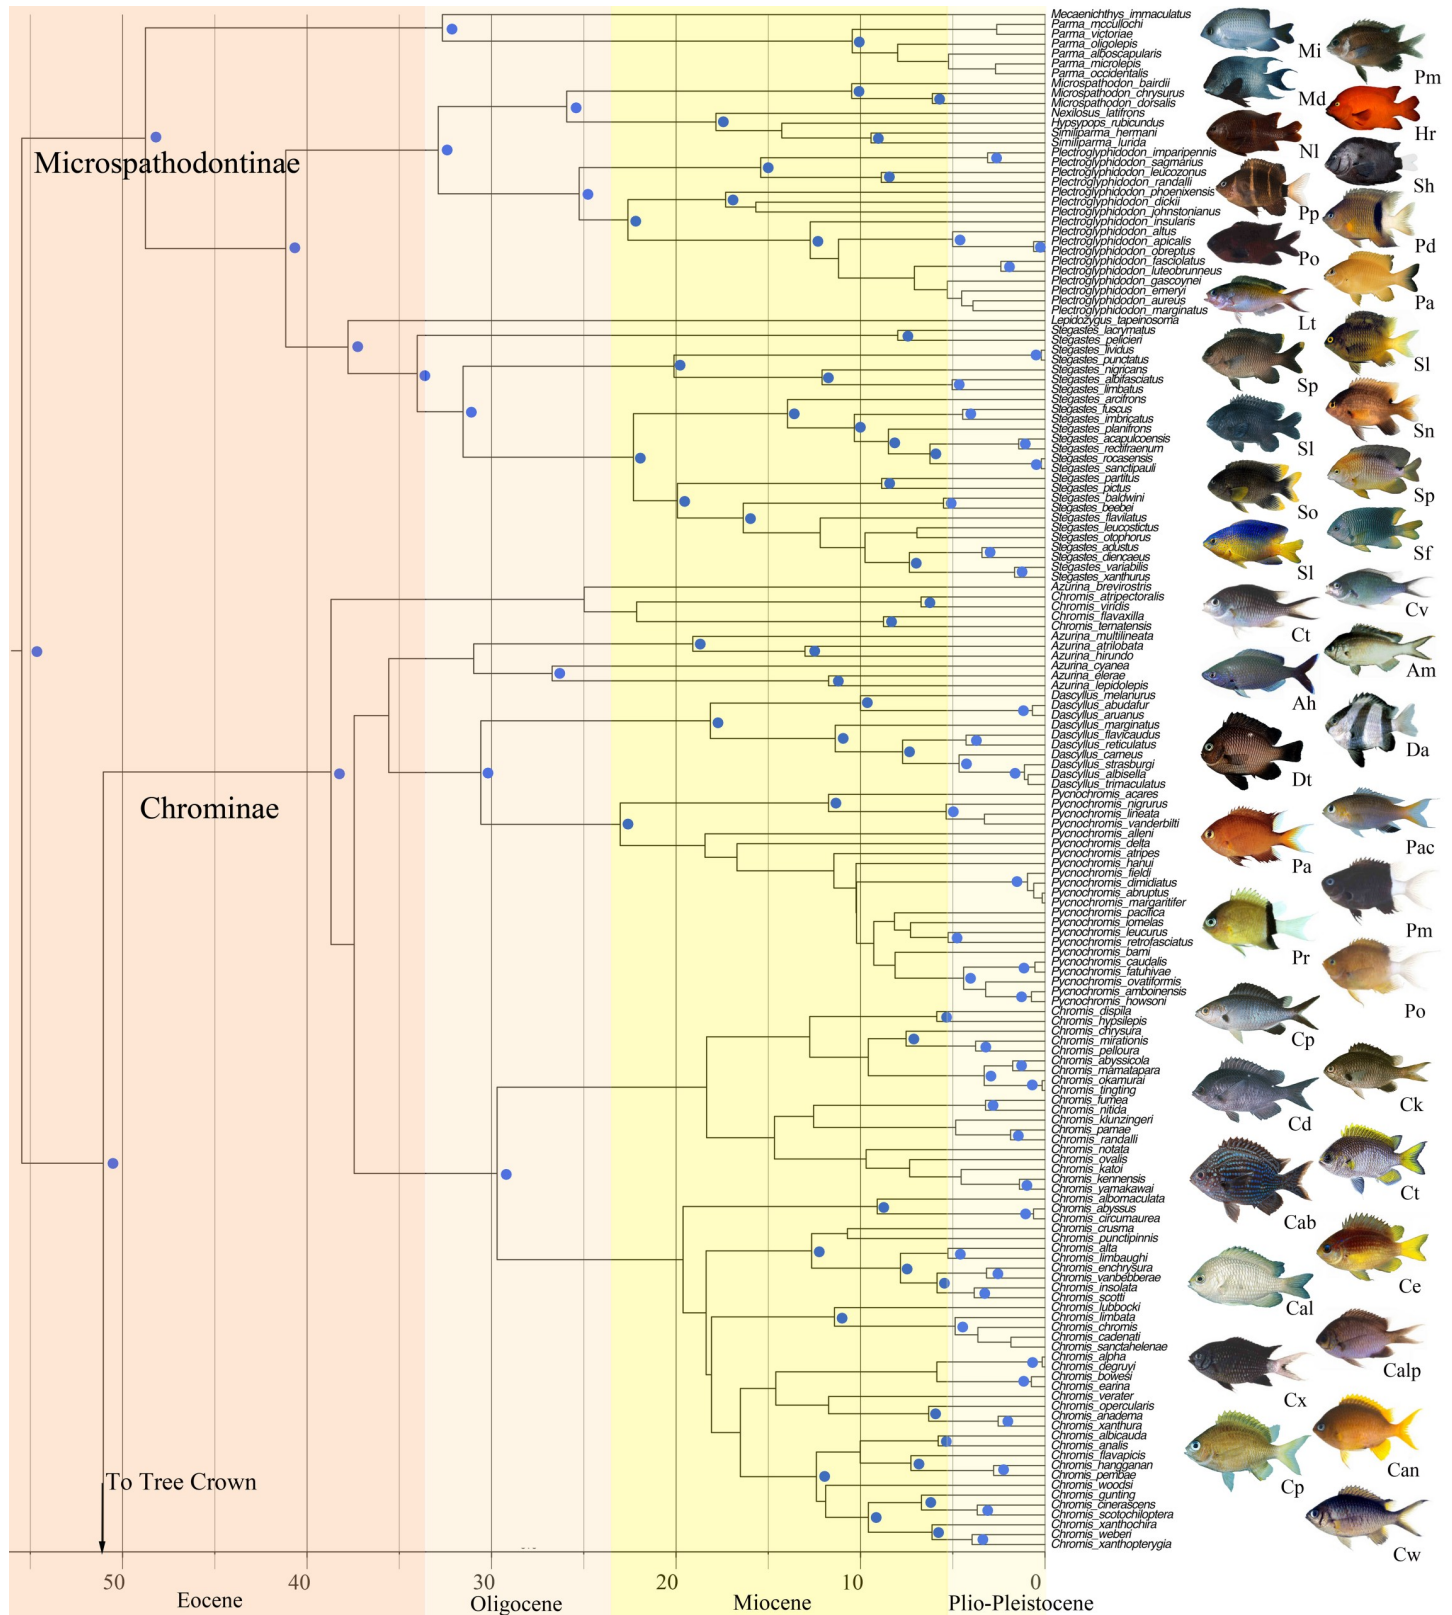 Mecaenichthys_immaculatus
Parma_mccullochi
Parma_victoriae
Parma_oligolepis
Parma_alboscapularis
Parma_microlepis
Parma_occidentalis
Microspathodon_bairdii
Microspathodon_chrysurus
Microspathodon_dorsalis
Nexilosus_latifrons
Hypsypops_rubicundus
Similiparma_hermani
Similiparma_lurida
Plectroglyphidodon_imparipennis
Plectroglyphidodon_sagmarius
Plectroglyphidodon_leucozonus
Plectroglyphidodon_randalli
Plectroglyphidodon_phoenixensis
Plectroglyphidodon_dickii
Plectroglyphidodon_johnstonianus
Plectroglyphidodon_insularis
Plectroglyphidodon_altus
Plectroglyphidodon_apicalis
Plectroglyphidodon_obreptus
Plectroglyphidodon_fasciolatus
Plectroglyphidodon_luteobrunneus
Plectroglyphidodon_gascoynei
Plectroglyphidodon_emeryi
Plectroglyphidodon_aureus
Plectroglyphidodon_marginatus
Lepidozygus_tapeinosoma
Stegastes_lacrymatus
Stegastes_pelicieri
Stegastes_lividus
Stegastes_punctatus
Stegastes_nigricans
Stegastes_albifasciatus
Stegastes_limbatus
Stegastes_arcifrons
Stegastes_fuscus
Stegastes_imbricatus
Stegastes_planifrons
Stegastes_acapulcoensis
Stegastes_rectifraenum
Stegastes_rocasensis
Stegastes_sanctipauli
Stegastes_partitus
Stegastes_pictus
Stegastes_baldwini
Stegastes_beebei
Stegastes_flavilatus
Stegastes_leucostictus
Stegastes_otophorus
Stegastes_adustus
Stegastes_diencaeus
Stegastes_variabilis
Stegastes_xanthurus
Azurina_brevirostris
Chromis_atripectoralis
Chromis_viridis
Chromis_flavaxilla
Chromis_ternatensis
Azurina_multilineata
Azurina_atrilobata
Azurina_hirundo
Azurina_cyanea
Azurina_elerae
Azurina_lepidolepis
Dascyllus_melanurus
Dascyllus_abudafur
Dascyllus_aruanus
Dascyllus_marginatus
Dascyllus_flavicaudus
Dascyllus_reticulatus
Dascyllus_carneus
Dascyllus_strasburgi
Dascyllus_albisella
Dascyllus_trimaculatus
Pycnochromis_acares
Pycnochromis_nigrurus
Pycnochromis_lineata
Pycnochromis_vanderbilti
Pycnochromis_alleni
Pycnochromis_delta
Pycnochromis_atripes
Pycnochromis_hanui
Pycnochromis_fieldi
Pycnochromis_dimidiatus
Pycnochromis_abruptus
Pycnochromis_margaritifer
Pycnochromis_pacifica
Pycnochromis_iomelas
Pycnochromis_leucurus
Pycnochromis_retrofasciatus
Pycnochromis_bami
Pycnochromis_caudalis
Pycnochromis_fatuhivae
Pycnochromis_ovatiformis
Pycnochromis_amboinensis
Pycnochromis_howsoni
Chromis_dispila
Chromis_hypsilepis
Chromis_chrysura
Chromis_mirationis
Chromis_pelloura
Chromis_abyssicola
Chromis_mamatapara
Chromis_okamurai
Chromis_tingting
Chromis_fumea
Chromis_nitida
Chromis_klunzingeri
Chromis_pamae
Chromis_randalli
Chromis_notata
Chromis_ovalis
Chromis_katoi
Chromis_kennensis
Chromis_yamakawai
Chromis_albomaculata
Chromis_abyssus
Chromis_circumaurea
Chromis_crusma
Chromis_punctipinnis
Chromis_alta
Chromis_limbaughi
Chromis_enchrysura
Chromis_vanbebberae
Chromis_insolata
Chromis_scotti
Chromis_lubbocki
Chromis_limbata
Chromis_chromis
Chromis_cadenati
Chromis_sanctahelenae
Chromis_alpha
Chromis_degruyi
Chromis_bowesi
Chromis_earina
Chromis_verater
Chromis_opercularis
Chromis_anadema
Chromis_xanthura
Chromis_albicauda
Chromis_analis
Chromis_flavapicis
Chromis_hangganan
Chromis_pembae
Chromis_woodsi
Chromis_gunting
Chromis_cinerascens
Chromis_scotochiloptera
Chromis_xanthochira
Chromis_weberi
Chromis_xanthopterygia
Microspathodontinae
Chrominae
To Tree Crown
Mi
Pm
Md
Hr
Nl
Sh
Pp
Pd
Po
Pa
Lt
Sl
Sp
Sn
Sl
Sp
So
Sf
Sl
Cv
Ct
Am
Ah
Da
Dt
Pac
Pa
Pm
Pr
Po
Cp
Ck
Cd
Ct
Cab
Ce
Cal
Calp
Cx
Can
Cp
Cw
50 40 30 20 10 0
Eocene Oligocene Miocene Plio-Pleistocene